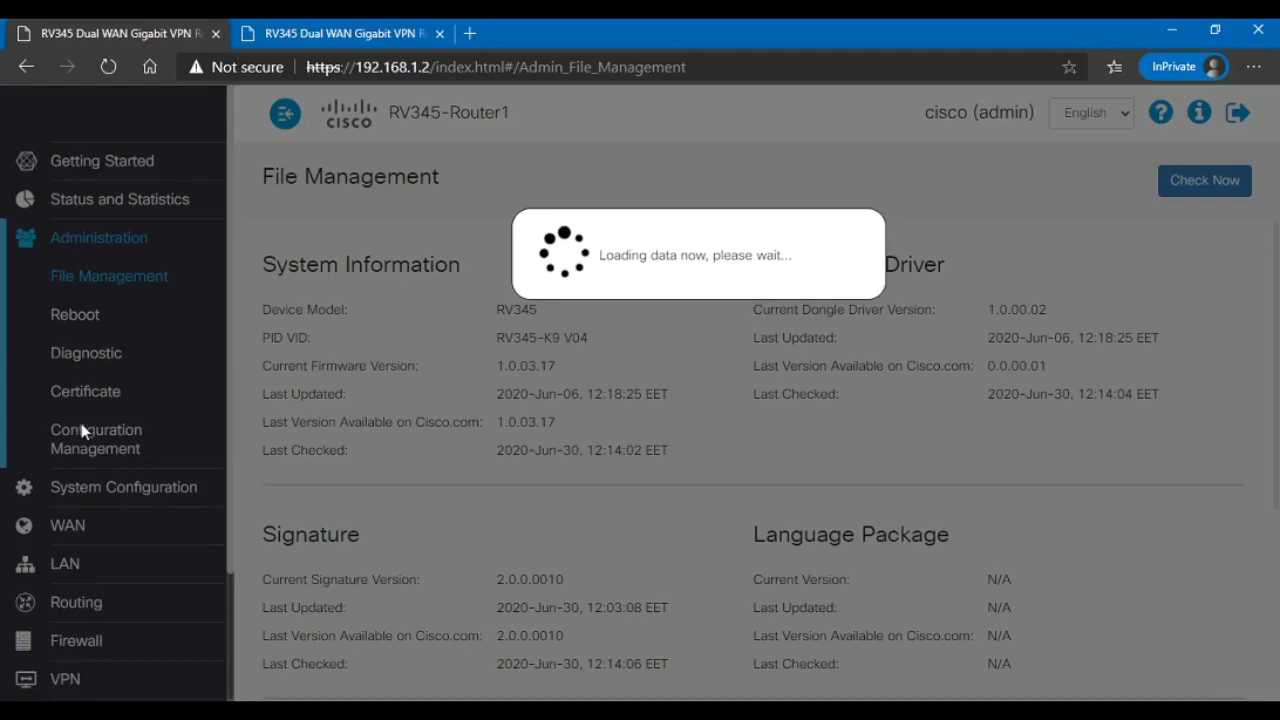 RV345 Dual WAN Gigabit VPN R
RV345 Dual WAN Gigabit VPN R
Not secure
https://192.168.1.2/index.html#/Admin_File_Management
InPrivate
CISCO
RV345-Router1
cisco (admin)
English
Getting Started
Status and Statistics
Administration
File Management
Reboot
Diagnostic
Certificate
Configuration
Management
System Configuration
WAN
LAN
Routing
Firewall
VPN
File Management
Check Now
Loading data now, please wait...
System Information
Device Model: RV345
PID VID: RV345-K9 V04
Current Firmware Version: 1.0.03.17
Last Updated: 2020-Jun-06, 12:18:25 EET
Last Version Available on Cisco.com: 1.0.03.17
Last Checked: 2020-Jun-30, 12:14:02 EET
Driver
Current Dongle Driver Version: 1.0.00.02
Last Updated: 2020-Jun-06, 12:18:25 EET
Last Version Available on Cisco.com: 0.0.00.01
Last Checked: 2020-Jun-30, 12:14:04 EET
Signature
Current Signature Version: 2.0.0.0010
Last Updated: 2020-Jun-30, 12:03:08 EET
Last Version Available on Cisco.com: 2.0.0.0010
Last Checked: 2020-Jun-30, 12:14:06 EET
Language Package
Current Version: N/A
Last Updated: N/A
Last Version Available on Cisco.com: N/A
Last Checked: N/A